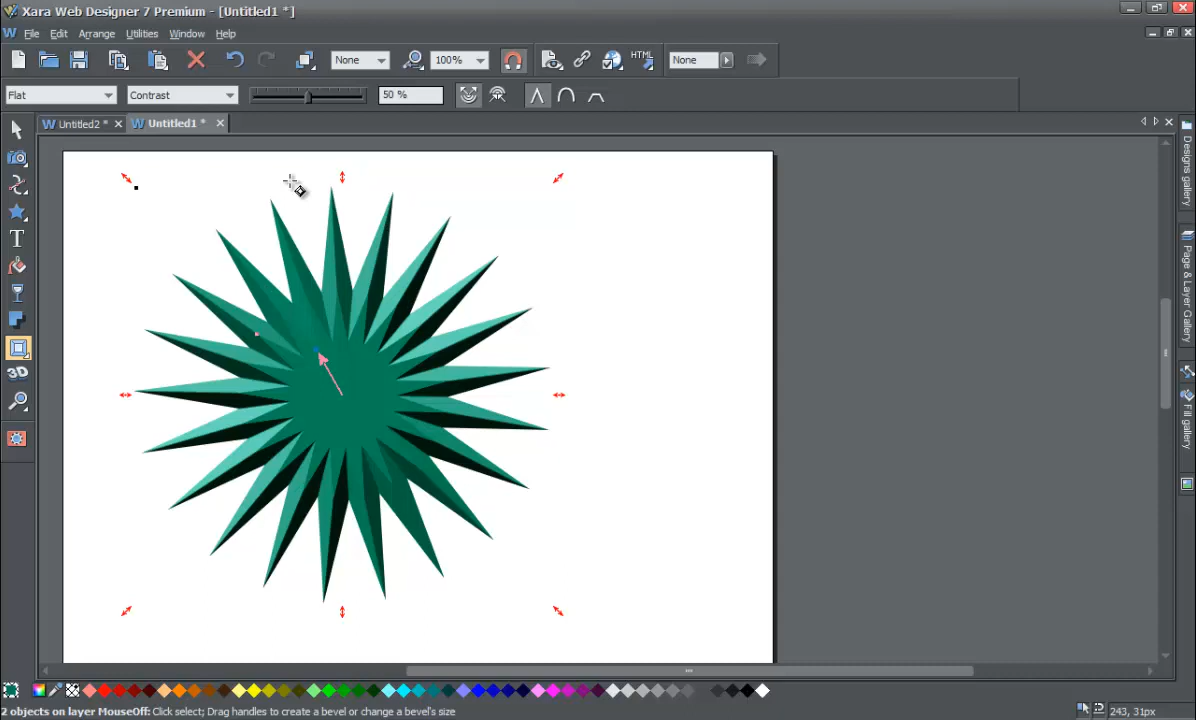 Xara Web Designer 7 Premium - [Untitled1 *]
File Edit Arrange Utilities Window Help
None 100% HTML None
Flat Contrast 50 %
Untitled2 * Untitled1 *
Designs gallery
Page & Layer Gallery
Fill gallery
T
3D
2 objects on layer MouseOff: Click select; Drag handles to create a bevel or change a bevel's size
243, 31px